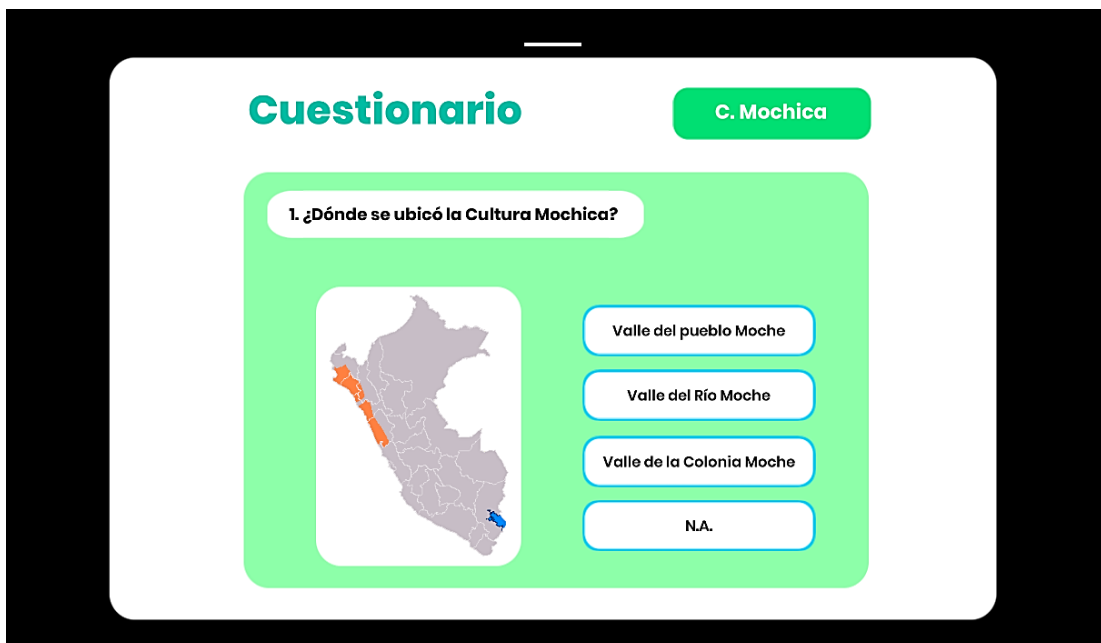 Cuestionario
C. Mochica
1. ¿Dónde se ubicó la Cultura Mochica?
Valle del pueblo Moche
Valle del Río Moche
Valle de la Colonia Moche
N.A.